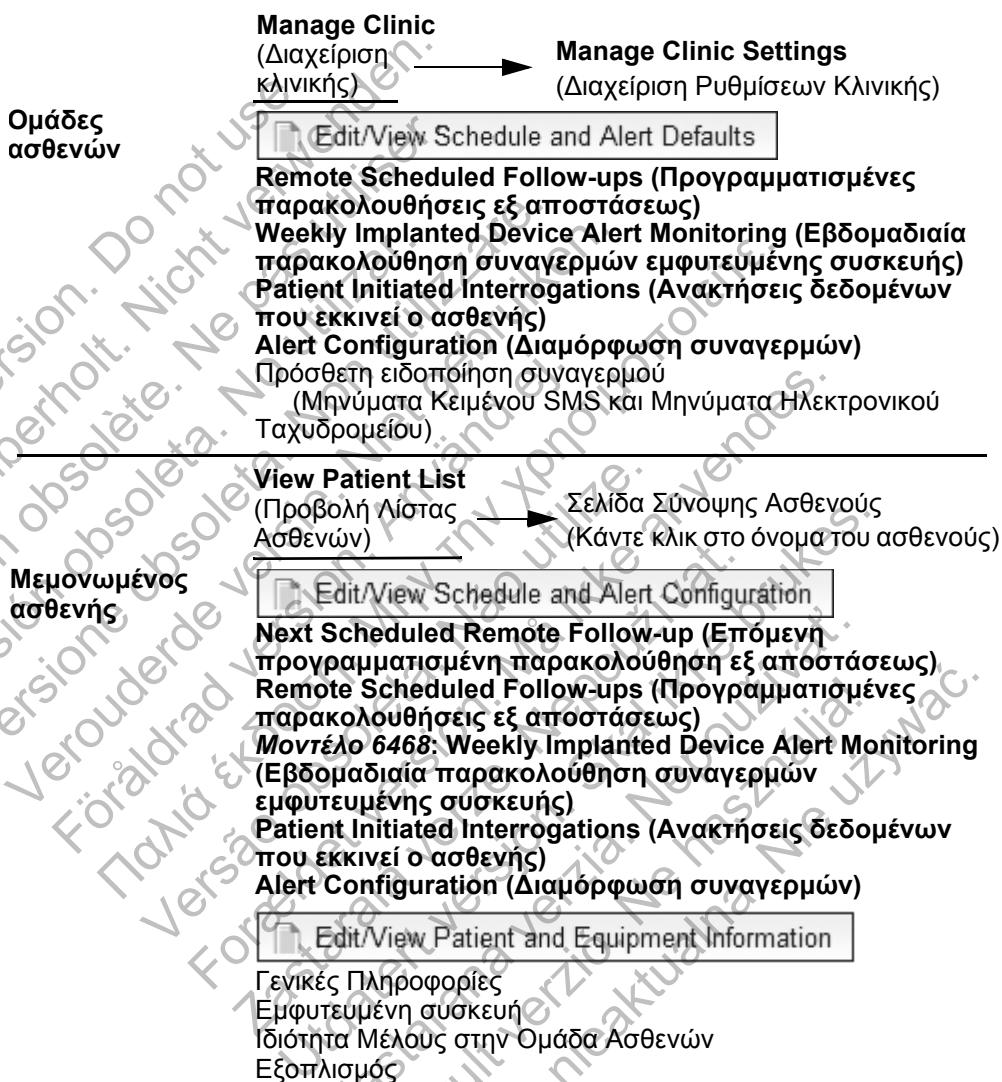 Manage Clinic
(Διαχείριση
κλινικής)
Manage Clinic Settings
(Διαχείριση Ρυθμίσεων Κλινικής)
Ομάδες
ασθενών
Edit/View Schedule and Alert Defaults
Remote Scheduled Follow-ups (Προγραμματισμένες
παρακολουθήσεις εξ αποστάσεως)
Weekly Implanted Device Alert Monitoring (Εβδομαδιαία
παρακολούθηση συναγερμών εμφυτευμένης συσκευής)
Patient Initiated Interrogations (Ανακτήσεις δεδομένων
που εκκινεί ο ασθενής)
Alert Configuration (Διαμόρφωση συναγερμών)
Πρόσθετη ειδοποίηση συναγερμού
(Μηνύματα Κειμένου SMS και Μηνύματα Ηλεκτρονικού
Ταχυδρομείου)
View Patient List
(Προβολή Λίστας
Ασθενών)
Σελίδα Σύνοψης Ασθενούς
(Κάντε κλικ στο όνομα του ασθενούς)
Μεμονωμένος
ασθενής
Edit/View Schedule and Alert Configuration
Next Scheduled Remote Follow-up (Επόμενη
προγραμματισμένη παρακολούθηση εξ αποστάσεως)
Remote Scheduled Follow-ups (Προγραμματισμένες
παρακολουθήσεις εξ αποστάσεως)
Μοντέλο 6468: Weekly Implanted Device Alert Monitoring
(Εβδομαδιαία παρακολούθηση συναγερμών
εμφυτευμένης συσκευής)
Patient Initiated Interrogations (Ανακτήσεις δεδομένων
που εκκινεί ο ασθενής)
Alert Configuration (Διαμόρφωση συναγερμών)
Edit/View Patient and Equipment Information
Γενικές Πληροφορίες
Εμφυτευμένη συσκευή
Ιδιότητα Μέλους στην Ομάδα Ασθενών
Εξοπλισμός